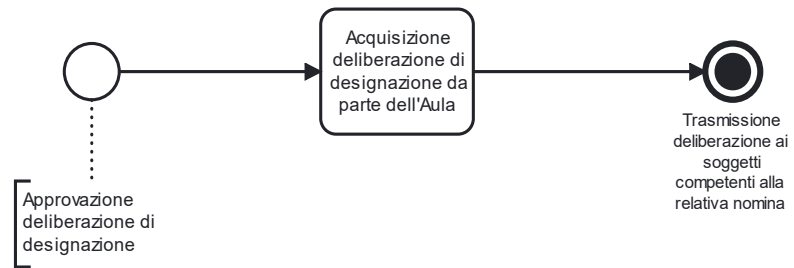 Acquisizione
deliberazione di
designazione da
parte dell'Aula
Trasmissione
deliberazione ai
soggetti
competenti alla
relativa nomina
Approvazione
deliberazione di
designazione